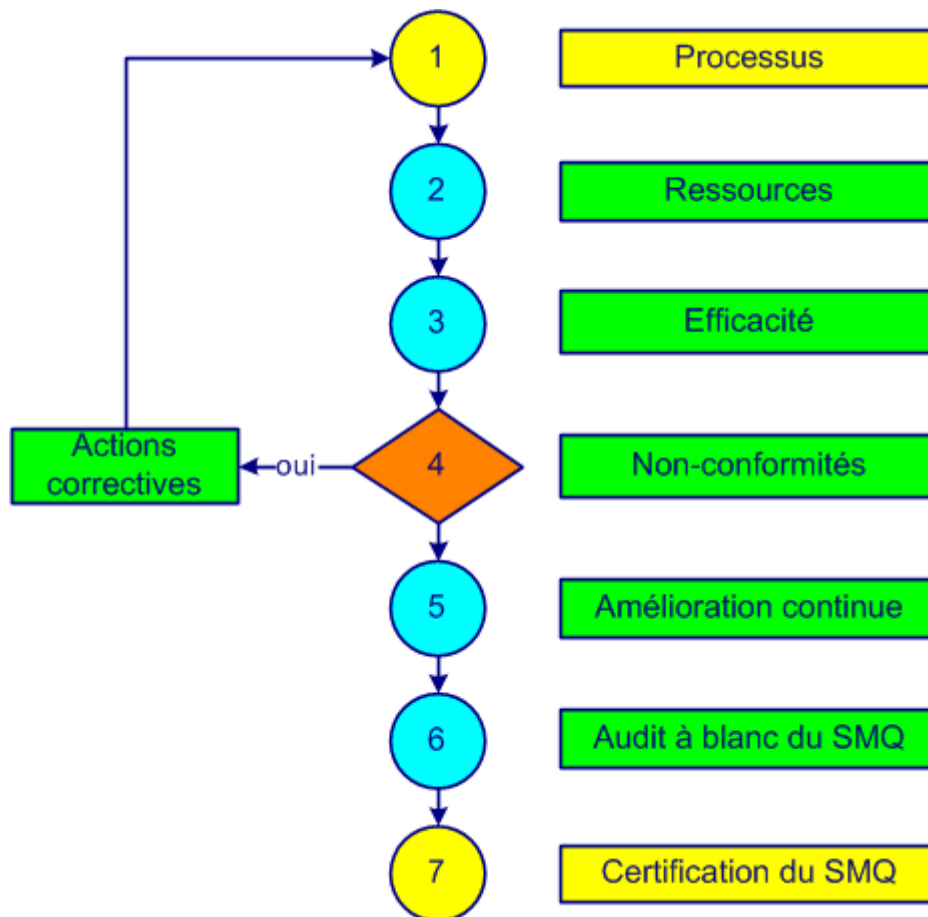 1
Processus
2
Ressources
3
Efficacité
Actions
correctives
oui
4
Non-conformités
5
Amélioration continue
6
Audit à blanc du SMQ
7
Certification du SMQ